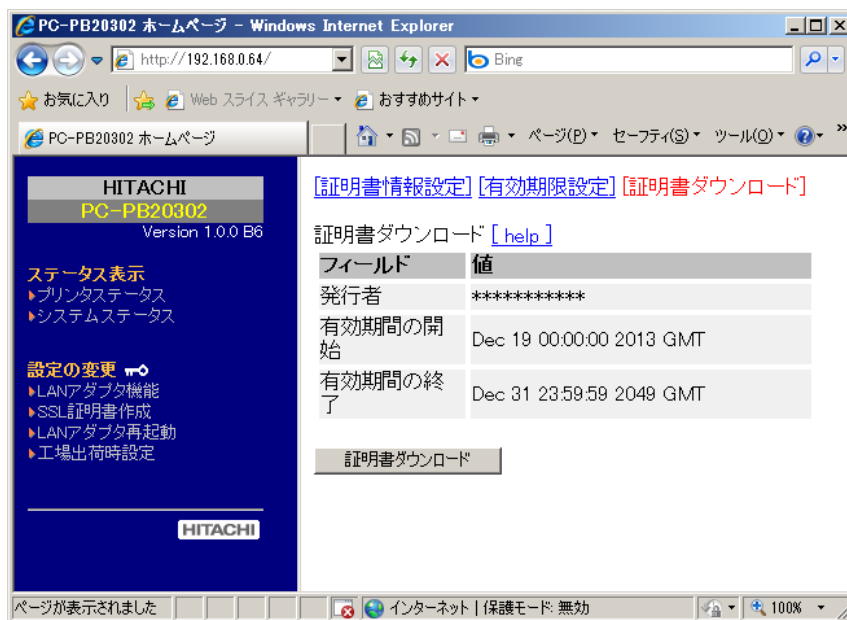 PC-PB20302 ホームページ - Windows Internet Explorer
http://192.168.0.64/
Bing
お気に入り Web スライス ギャラリー おすすめサイト
PC-PB20302 ホームページ ページ(P) セーフティ(S) ツール(O) »
HITACHI
PC-PB20302
Version 1.0.0 B6
ステータス表示
プリンタステータス
システムステータス
設定の変更
LANアダプタ機能
SSL証明書作成
LANアダプタ再起動
工場出荷時設定
HITACHI
[証明書情報設定] [有効期限設定] [証明書ダウンロード]
証明書ダウンロード [ help ]
フィールド 値
発行者 ***********
有効期間の開
始
Dec 19 00:00:00 2013 GMT
有効期間の終
了
Dec 31 23:59:59 2049 GMT
証明書ダウンロード
ページが表示されました インターネット | 保護モード: 無効 100%